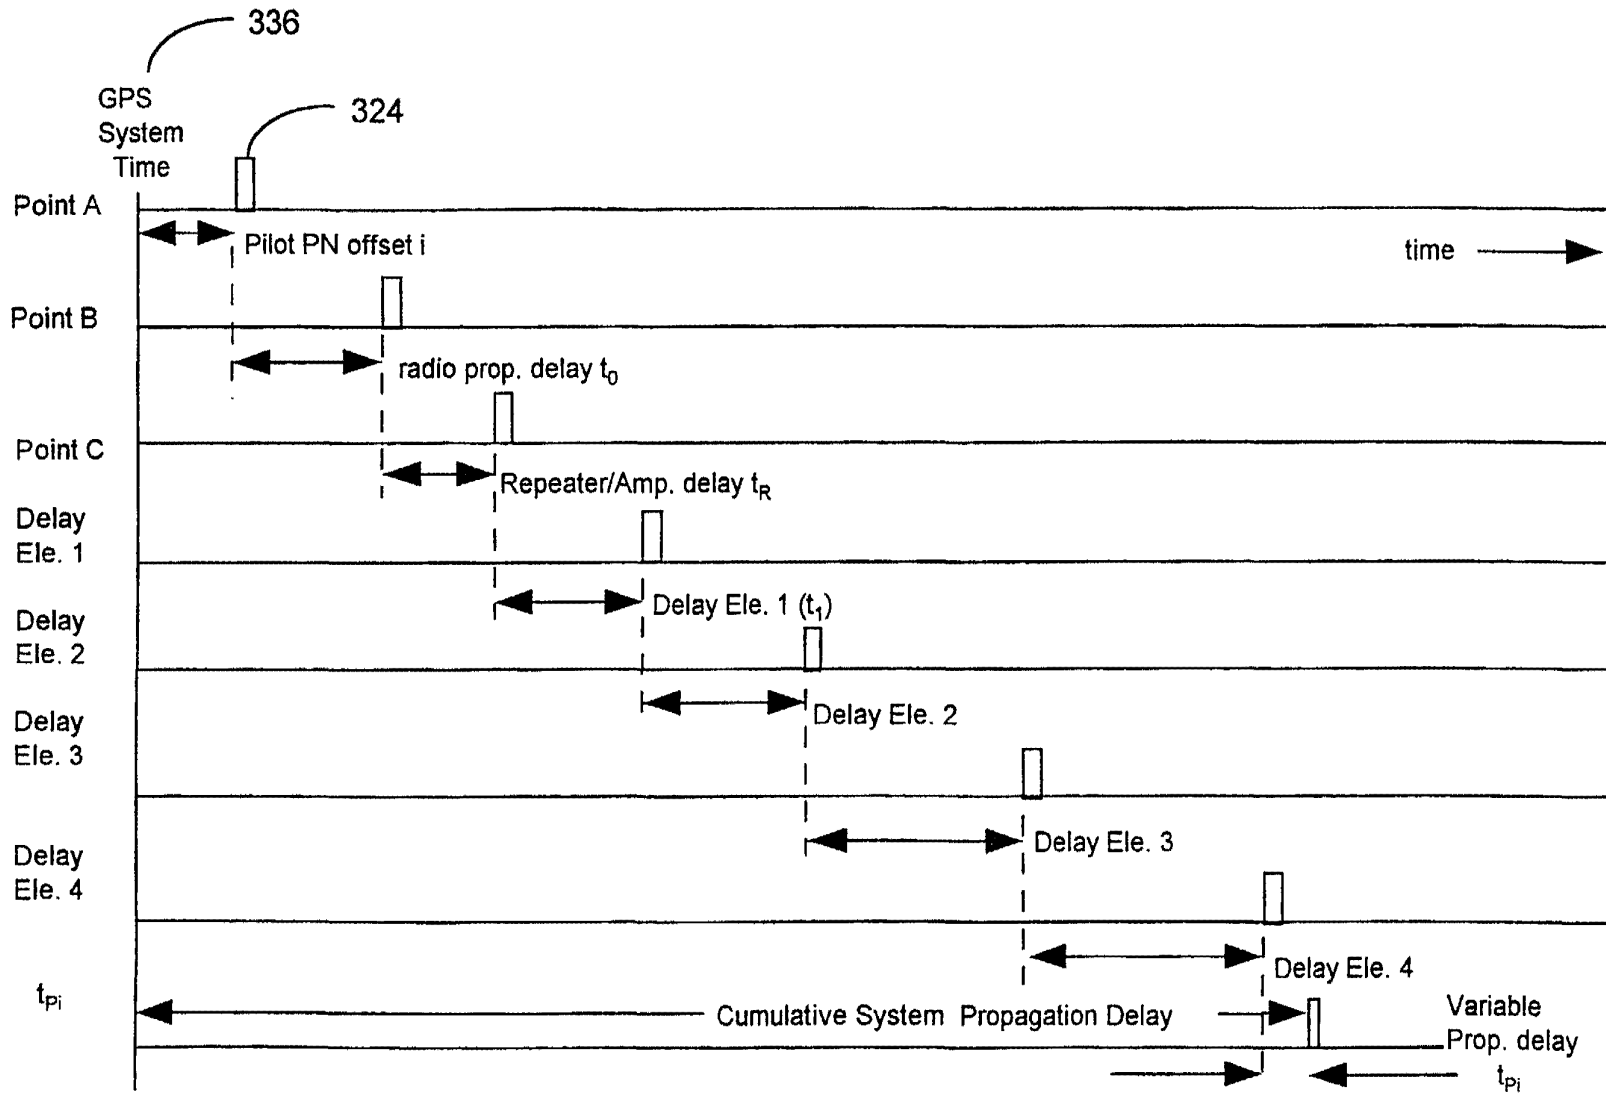 336
GPS
System
Time
324
Point A
Pilot PN offset i
time
Point B
radio prop. delay t0
Point C
Repeater/Amp. delay tR
Delay
Ele. 1
Delay Ele. 1 (t1)
Delay
Ele. 2
Delay Ele. 2
Delay
Ele. 3
Delay Ele. 3
Delay
Ele. 4
Delay Ele. 4
tPi
Cumulative System Propagation Delay
Variable
Prop. delay
tPi